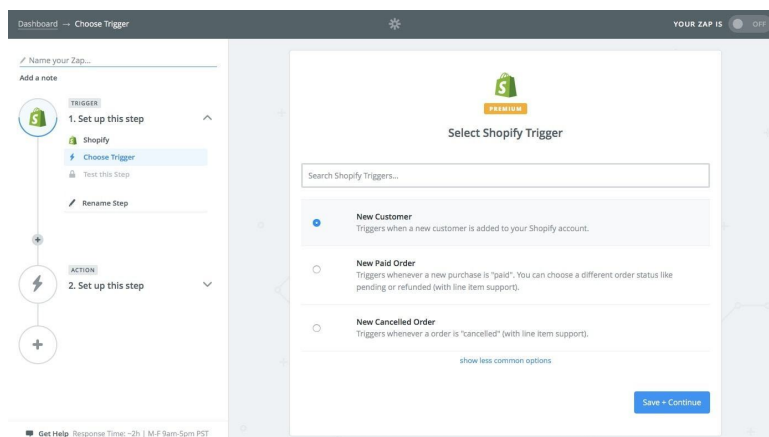 Dashboard → Choose Trigger
YOUR ZAP IS OFF
Name your Zap...
Add a note
TRIGGER
1. Set up this step
Shopify
Choose Trigger
Test this Step
Rename Step
ACTION
2. Set up this step
Get Help Response Time: ~2h | M-F 9am-5pm PST
PREMIUM
Select Shopify Trigger
Search Shopify Triggers...
New Customer
Triggers when a new customer is added to your Shopify account.
New Paid Order
Triggers whenever a new purchase is "paid". You can choose a different order status like
pending or refunded (with line item support).
New Cancelled Order
Triggers whenever a order is "cancelled" (with line item support).
show less common options
Save + Continue